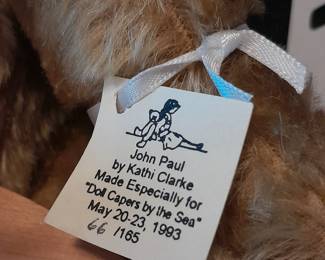 John Paul
by Kathi Clarke
Made Especially for
"Doll Capers by the Sea"
May 20-23, 1993
66 /165